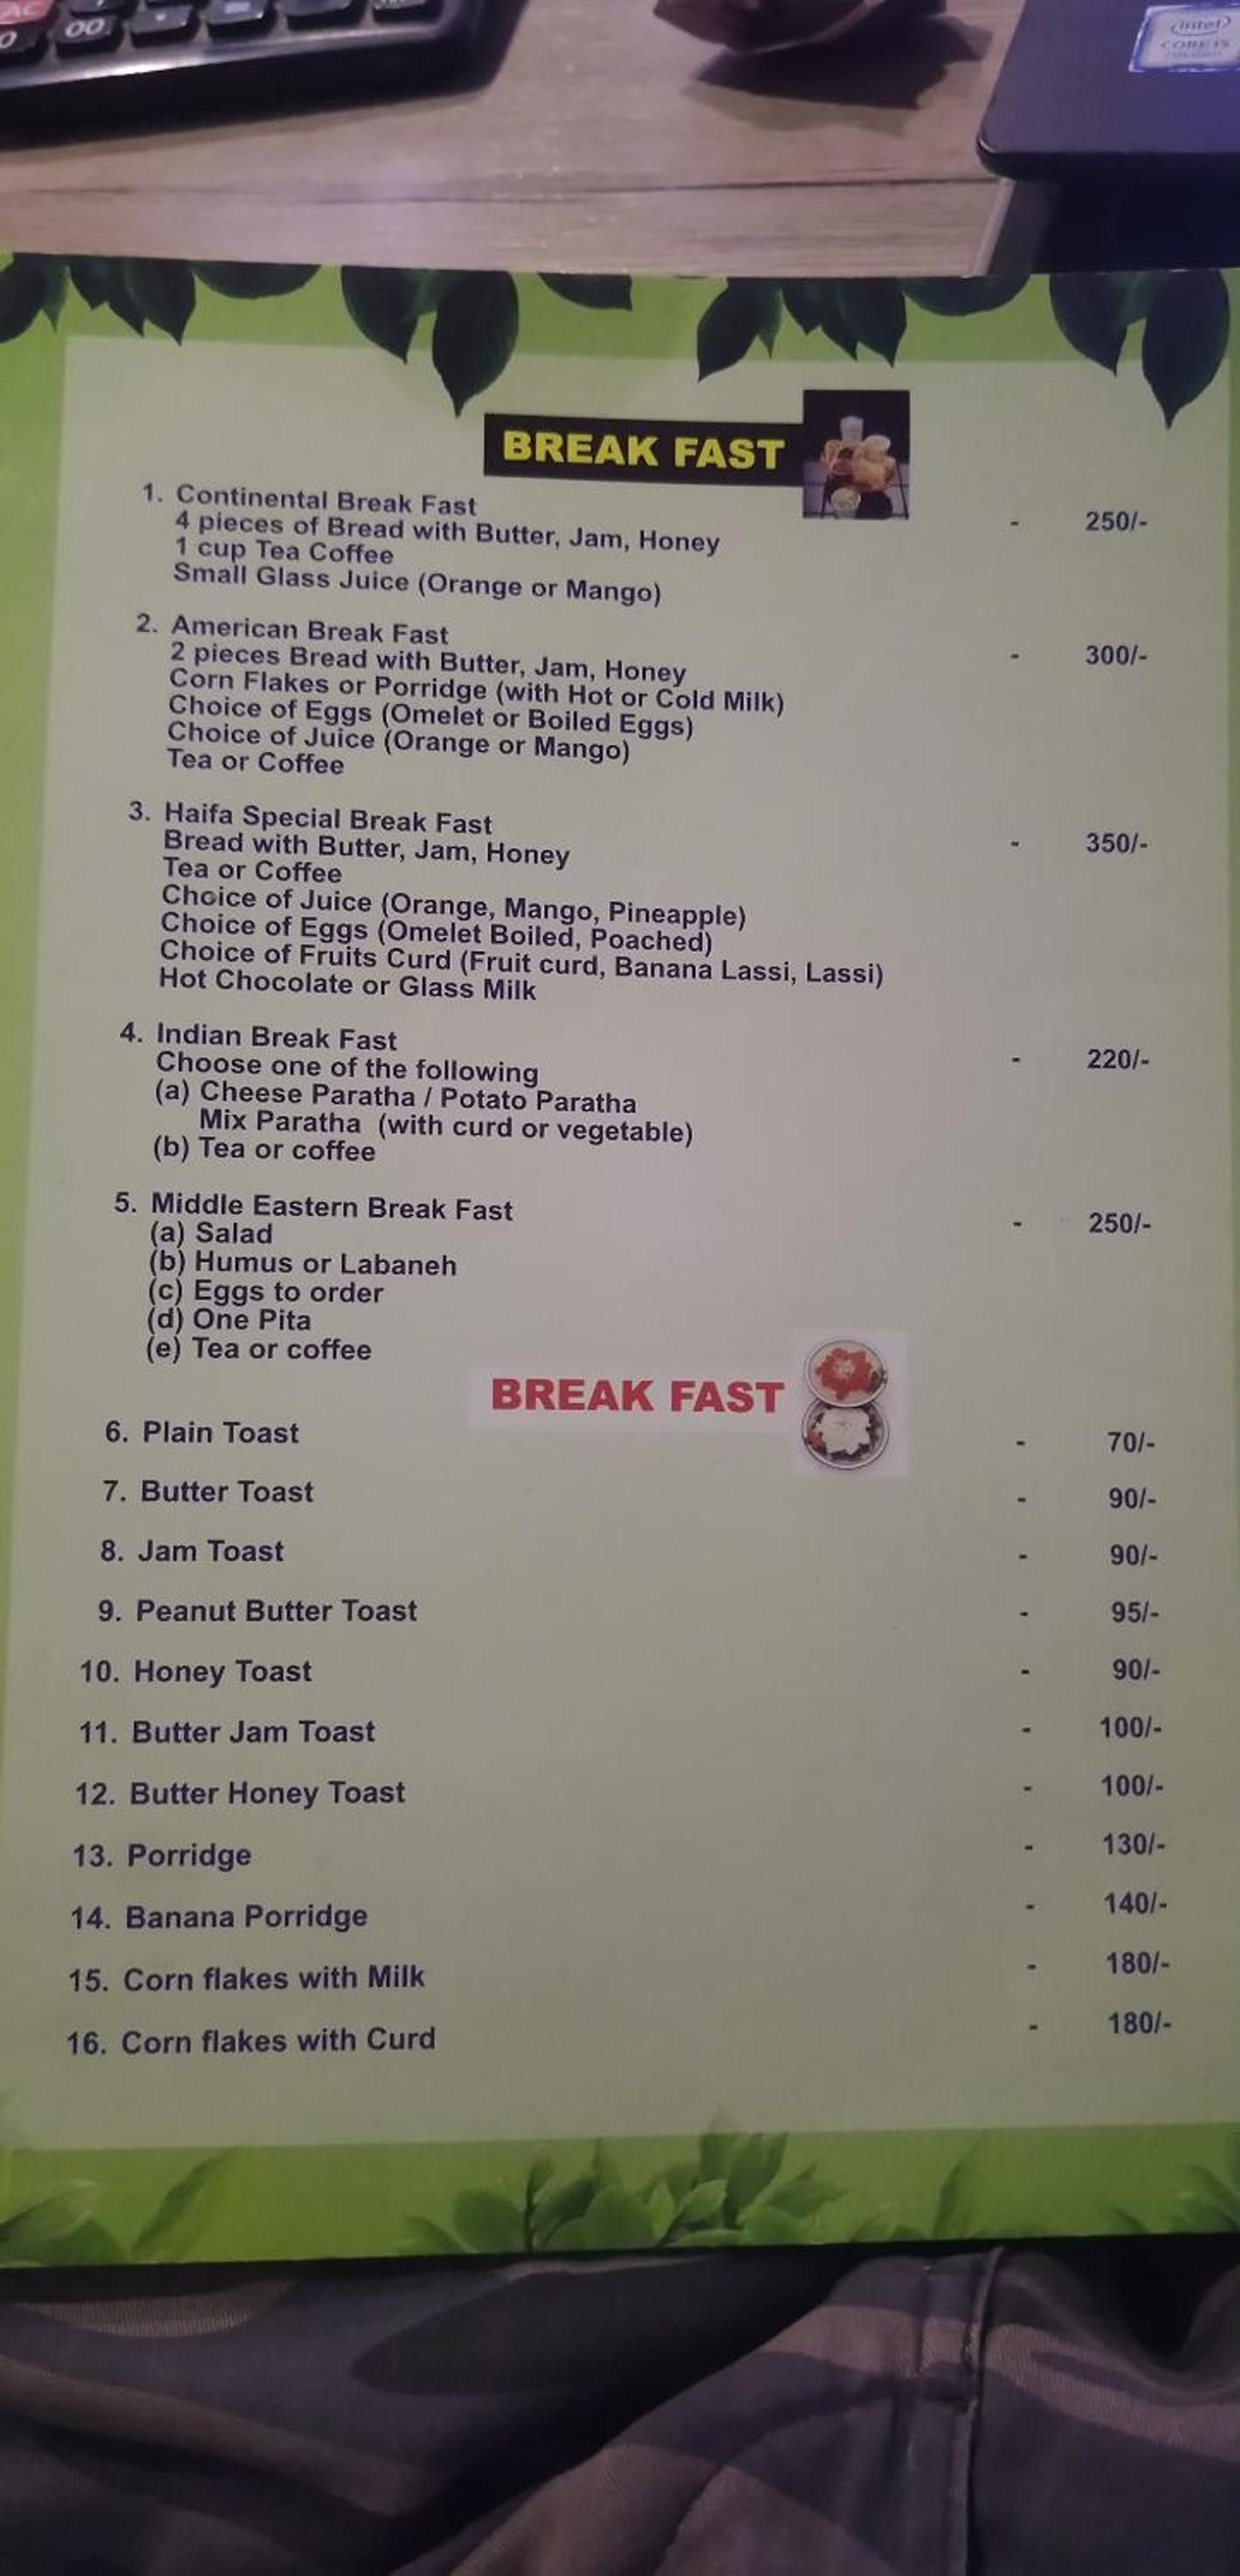 AC
0
00
intel
CORE i5
BREAK FAST
1. Continental Break Fast - 250/-
4 pieces of Bread with Butter, Jam, Honey
1 cup Tea Coffee
Small Glass Juice (Orange or Mango)
2. American Break Fast - 300/-
2 pieces Bread with Butter, Jam, Honey
Corn Flakes or Porridge (with Hot or Cold Milk)
Choice of Eggs (Omelet or Boiled Eggs)
Choice of Juice (Orange or Mango)
Tea or Coffee
3. Haifa Special Break Fast - 350/-
Bread with Butter, Jam, Honey
Tea or Coffee
Choice of Juice (Orange, Mango, Pineapple)
Choice of Eggs (Omelet Boiled, Poached)
Choice of Fruits Curd (Fruit curd, Banana Lassi, Lassi)
Hot Chocolate or Glass Milk
4. Indian Break Fast - 220/-
Choose one of the following
(a) Cheese Paratha / Potato Paratha
Mix Paratha (with curd or vegetable)
(b) Tea or coffee
5. Middle Eastern Break Fast - 250/-
(a) Salad
(b) Humus or Labaneh
(c) Eggs to order
(d) One Pita
(e) Tea or coffee
BREAK FAST
6. Plain Toast - 70/-
7. Butter Toast - 90/-
8. Jam Toast - 90/-
9. Peanut Butter Toast - 95/-
10. Honey Toast - 90/-
11. Butter Jam Toast - 100/-
12. Butter Honey Toast - 100/-
13. Porridge - 130/-
14. Banana Porridge - 140/-
15. Corn flakes with Milk - 180/-
16. Corn flakes with Curd - 180/-